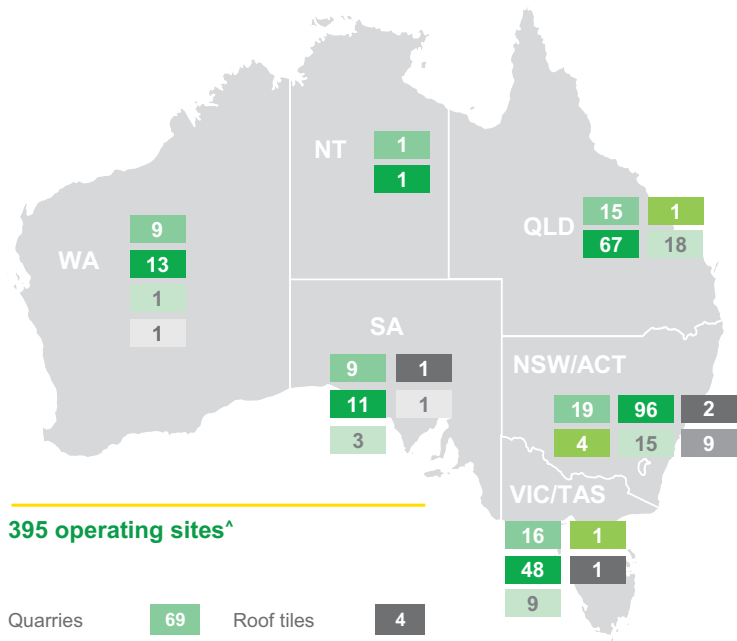 NT
1
1
WA
9
13
1
1
QLD
15 1
67 18
SA
9 1
11 1
3
NSW/ACT
19 96 2
4 15 9
VIC/TAS
16 1
48 1
9
395 operating sites^
Quarries 69 Roof tiles 4